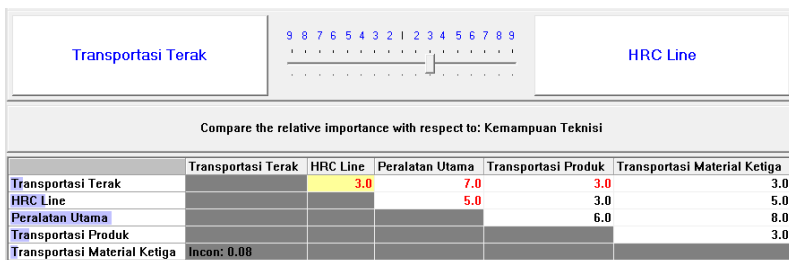 Transportasi Terak
9 8 7 6 5 4 3 2 1 2 3 4 5 6 7 8 9
HRC Line
Compare the relative importance with respect to: Kemampuan Teknisi
Transportasi Terak HRC Line Peralatan Utama Transportasi Produk Transportasi Material Ketiga
Transportasi Terak 3.0 7.0 3.0 3.0
HRC Line 5.0 3.0 5.0
Peralatan Utama 6.0 8.0
Transportasi Produk 3.0
Transportasi Material Ketiga Incon: 0.08